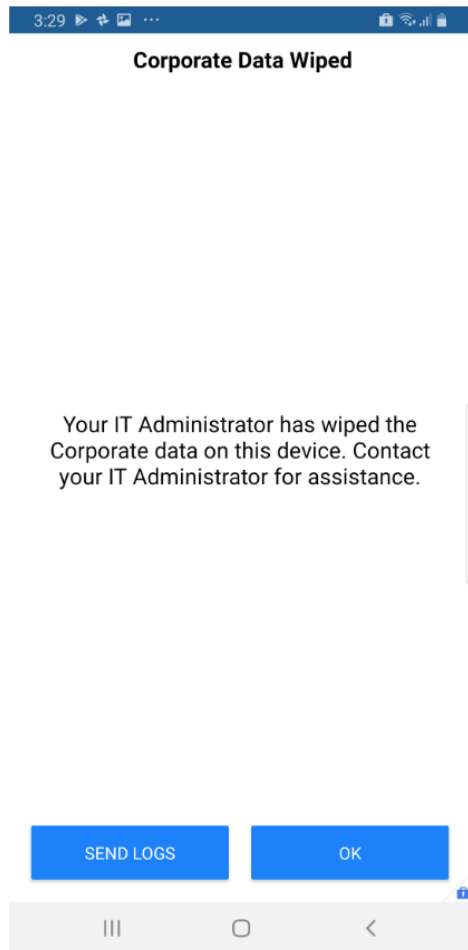 3:29
Corporate Data Wiped
Your IT Administrator has wiped the
Corporate data on this device. Contact
your IT Administrator for assistance.
SEND LOGS OK